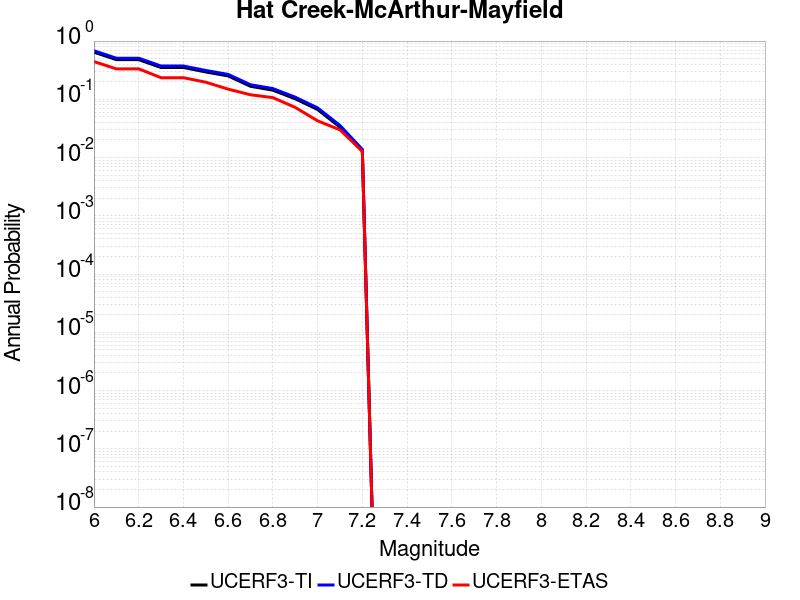 Hat Creek-McArthur-Mayfield
10^0
10^-1
10^-2
10^-3
10^-4
10^-5
10^-6
10^-7
10^-8
Annual Probability
6 6.2 6.4 6.6 6.8 7 7.2 7.4 7.6 7.8 8 8.2 8.4 8.6 8.8 9
Magnitude
UCERF3-TI UCERF3-TD UCERF3-ETAS